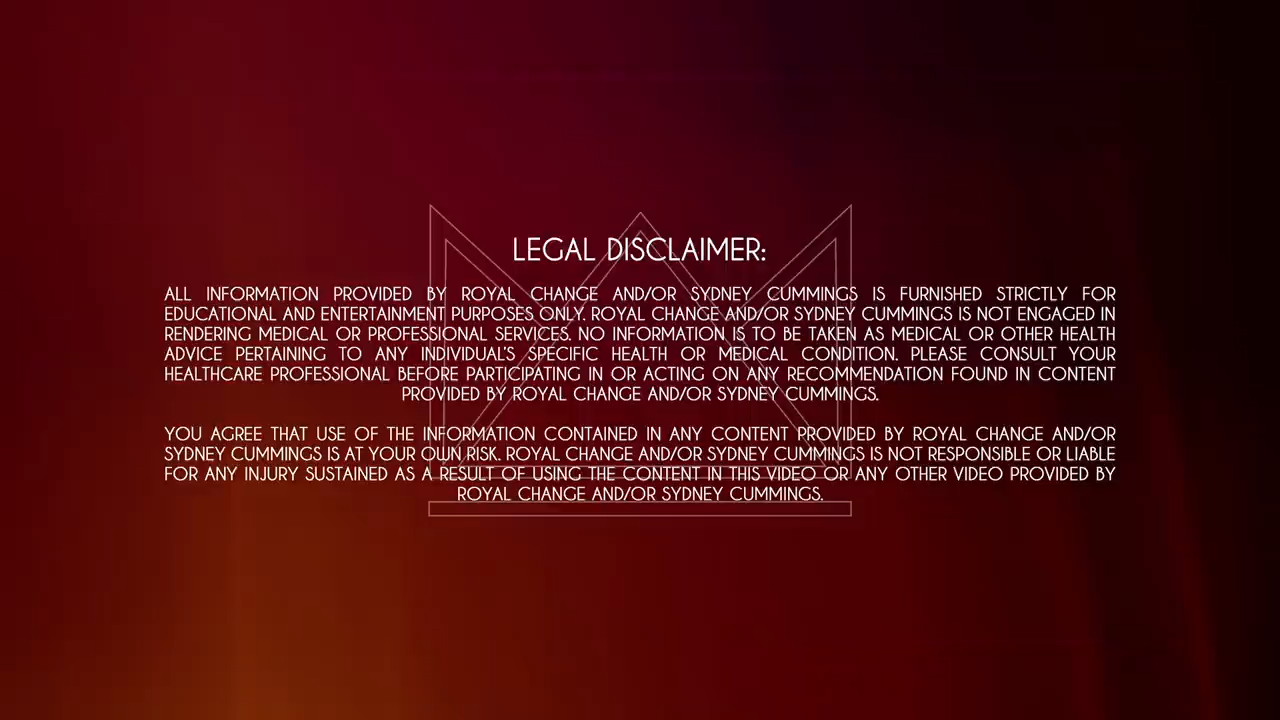 LEGAL DISCLAIMER:
ALL INFORMATION PROVIDED BY ROYAL CHANGE AND/OR SYDNEY CUMMINGS IS FURNISHED STRICTLY FOR
EDUCATIONAL AND ENTERTAINMENT PURPOSES ONLY. ROYAL CHANGE AND/OR SYDNEY CUMMINGS IS NOT ENGAGED IN
RENDERING MEDICAL OR PROFESSIONAL SERVICES. NO INFORMATION IS TO BE TAKEN AS MEDICAL OR OTHER HEALTH
ADVICE PERTAINING TO ANY INDIVIDUAL'S SPECIFIC HEALTH OR MEDICAL CONDITION. PLEASE CONSULT YOUR
HEALTHCARE PROFESSIONAL BEFORE PARTICIPATING IN OR ACTING ON ANY RECOMMENDATION FOUND IN CONTENT
PROVIDED BY ROYAL CHANGE AND/OR SYDNEY CUMMINGS.
YOU AGREE THAT USE OF THE INFORMATION CONTAINED IN ANY CONTENT PROVIDED BY ROYAL CHANGE AND/OR
SYDNEY CUMMINGS IS AT YOUR OWN RISK. ROYAL CHANGE AND/OR SYDNEY CUMMINGS IS NOT RESPONSIBLE OR LIABLE
FOR ANY INJURY SUSTAINED AS A RESULT OF USING THE CONTENT IN THIS VIDEO OR ANY OTHER VIDEO PROVIDED BY
ROYAL CHANGE AND/OR SYDNEY CUMMINGS.